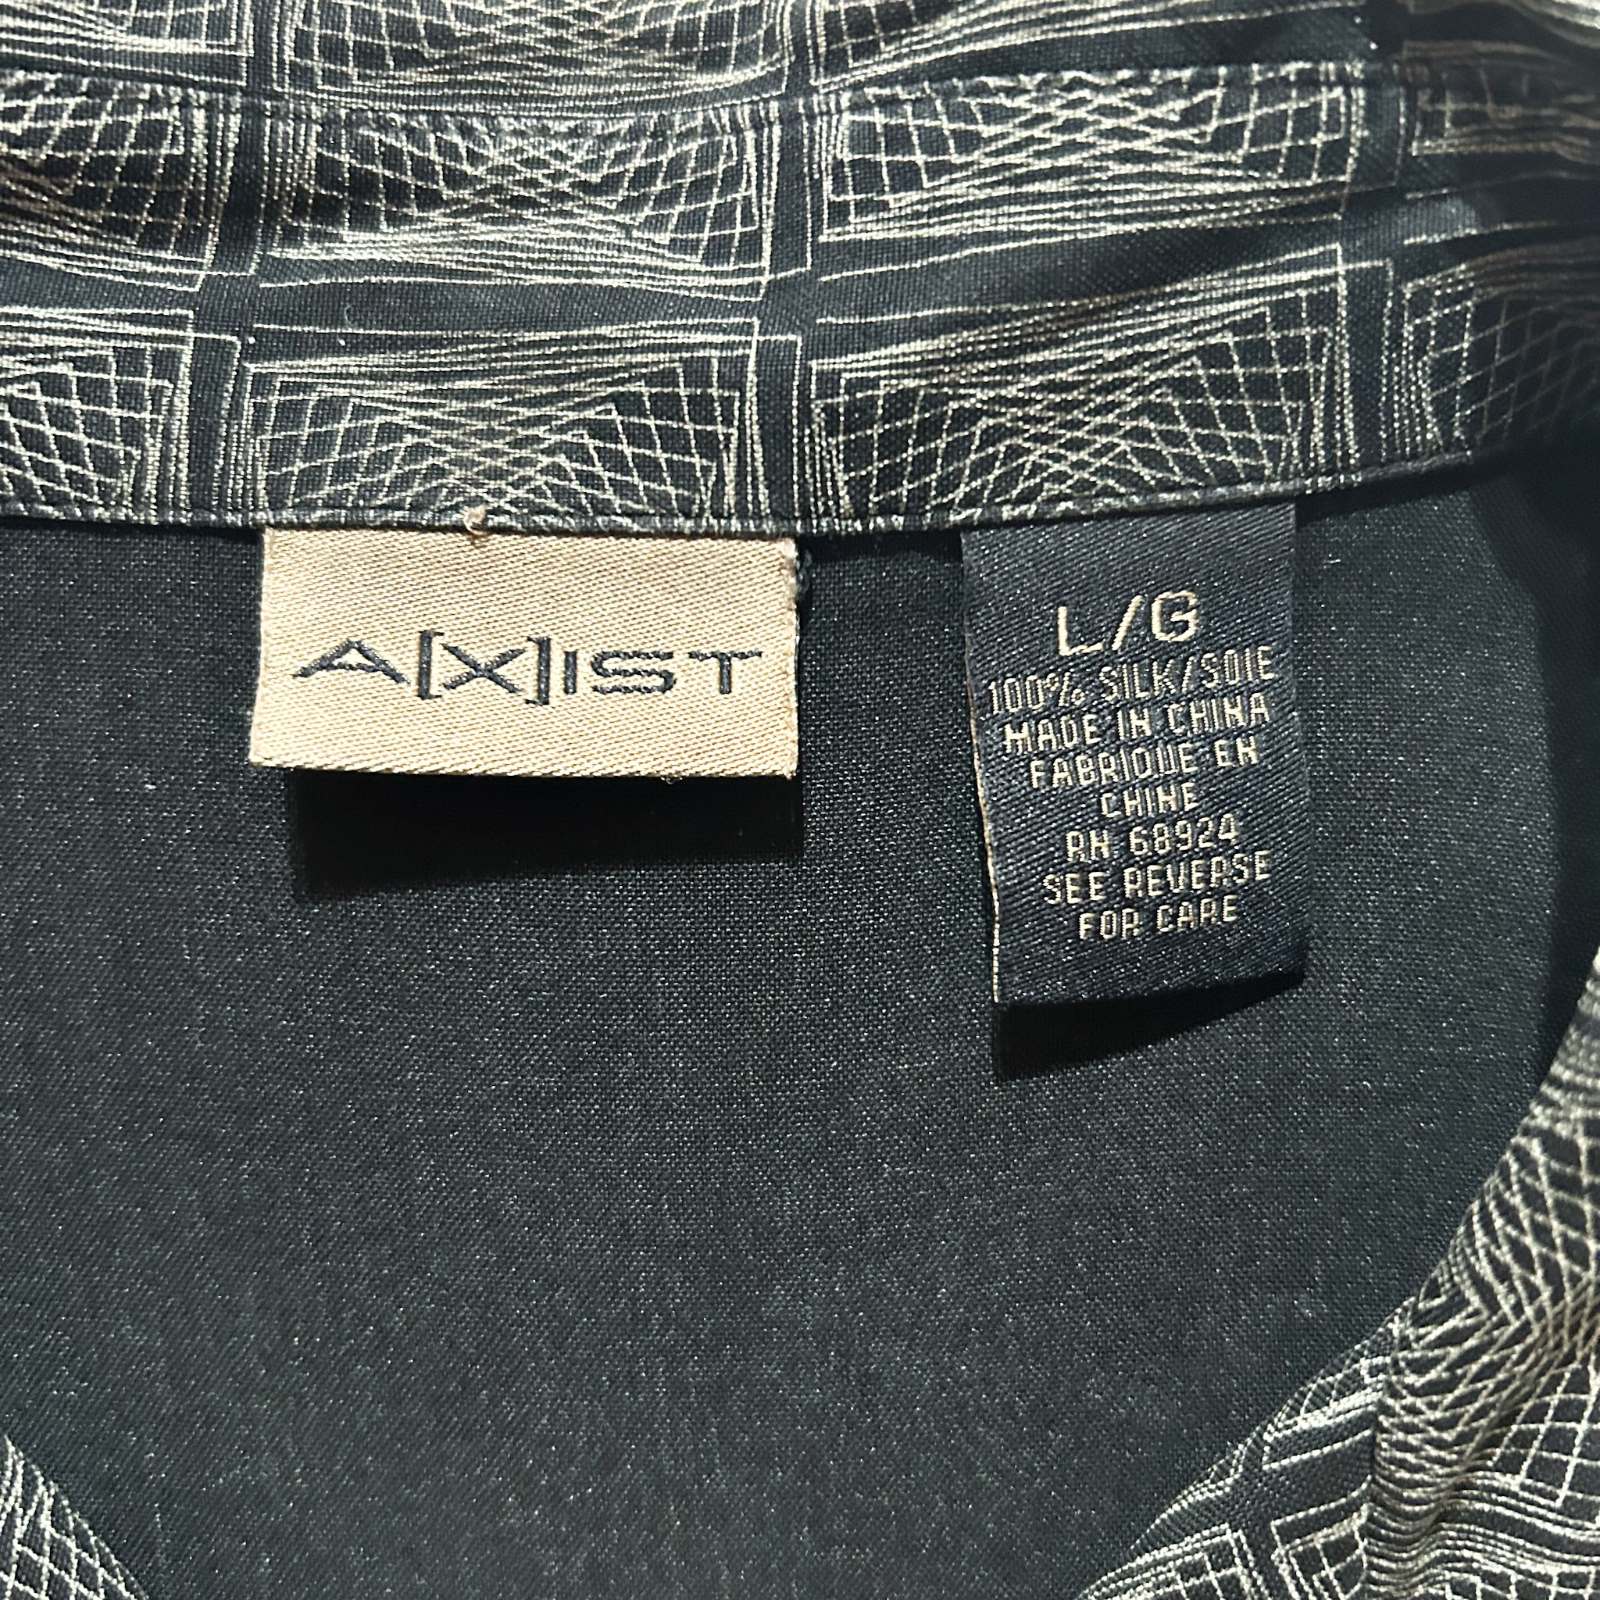 A[X]IST
L/G
100% SILK/SOIE
MADE IN CHINA
FABRIQUE EN
CHINE
RN 68924
SEE REVERSE
FOR CARE